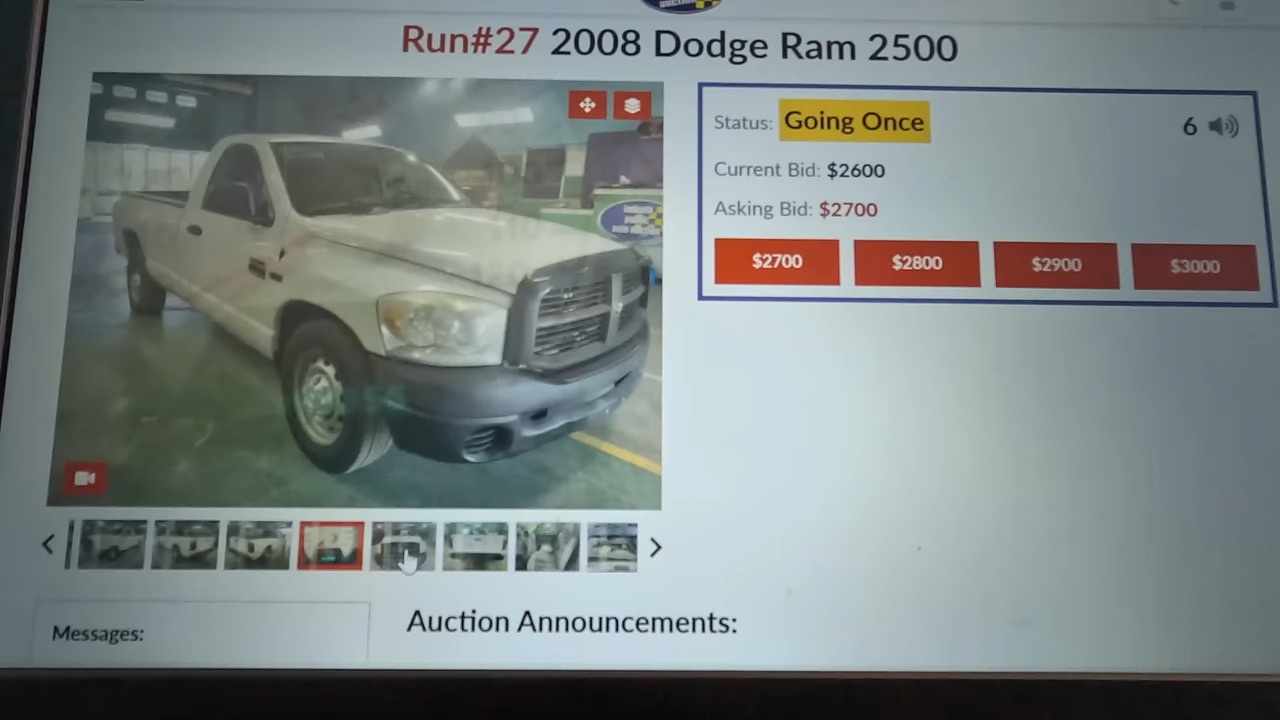 Run#27 2008 Dodge Ram 2500
Status: Going Once
6
Current Bid: $2600
Asking Bid: $2700
$2700 $2800 $2900 $3000
Messages:
Auction Announcements: